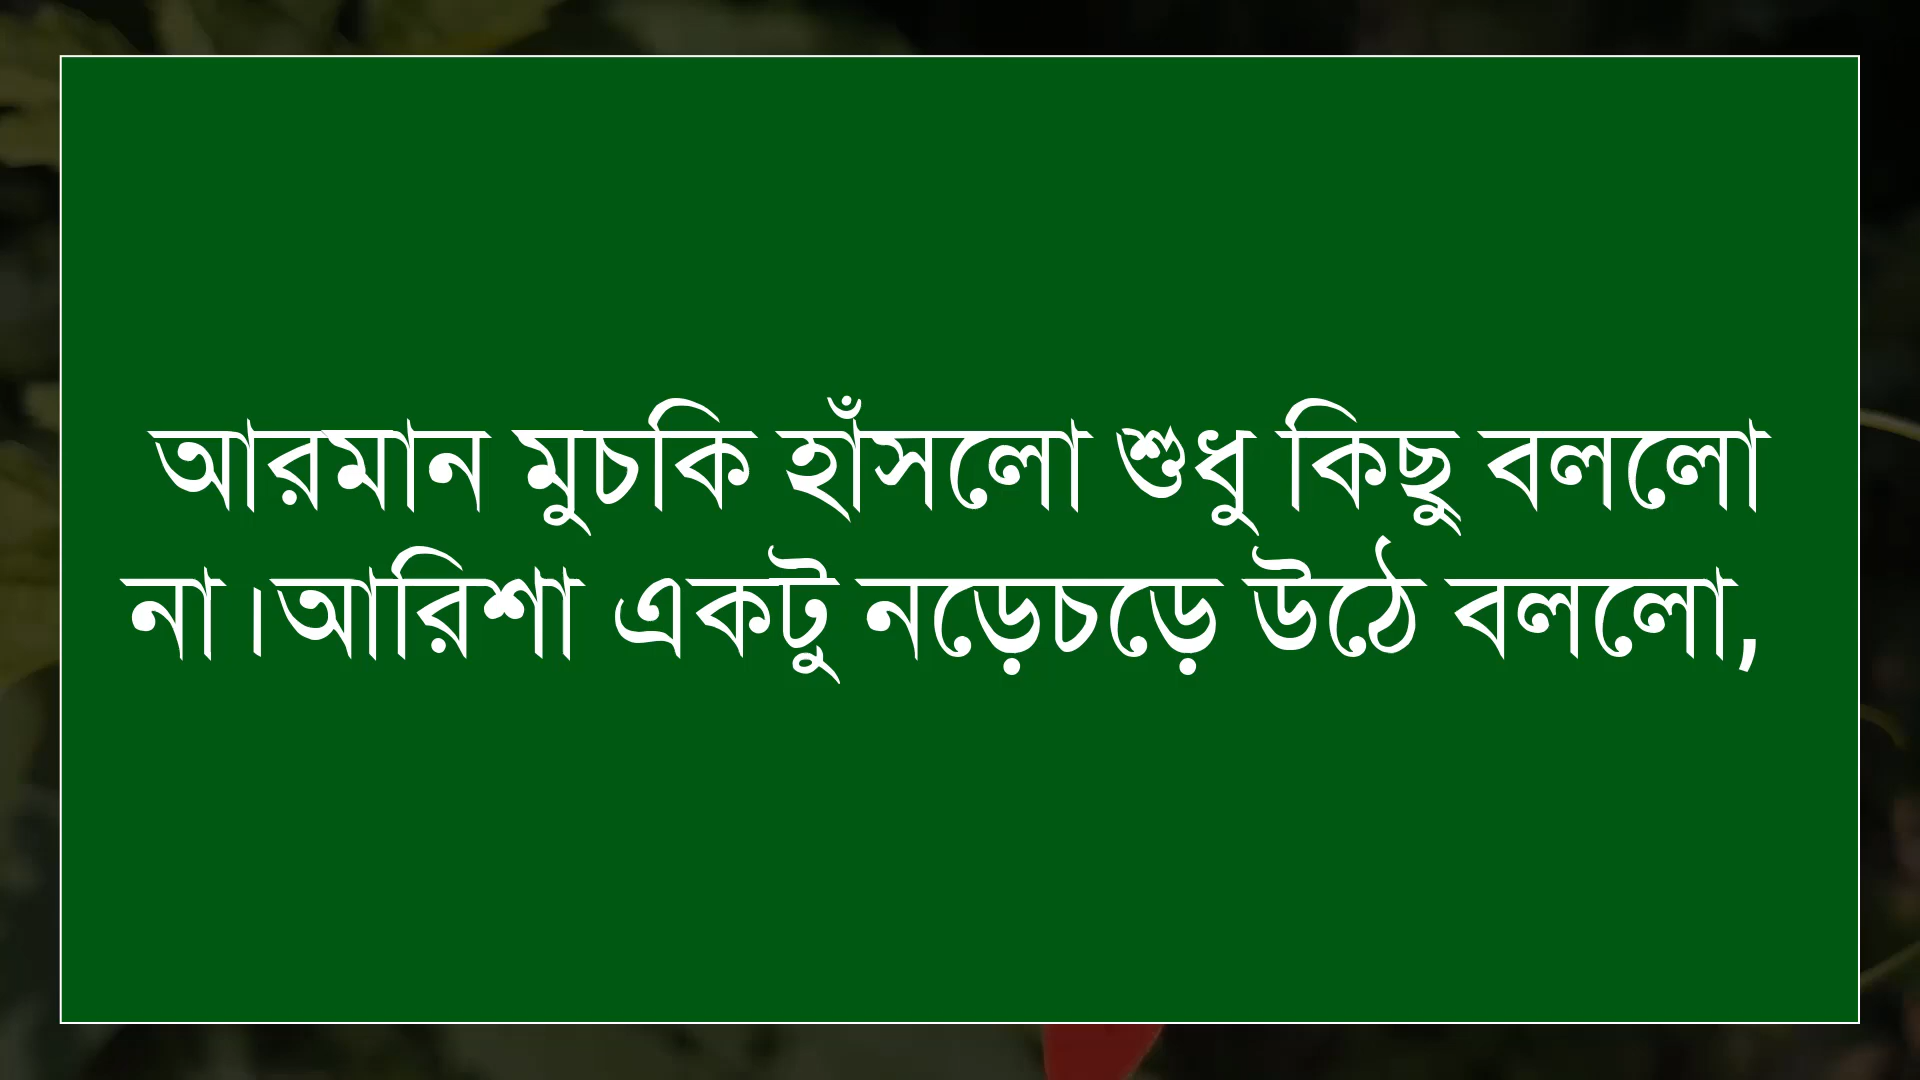 আরমান মুচকি হাঁসলো শুধু কিছু বললো
না।আরিশা একটু নড়েচড়ে উঠে বললো,